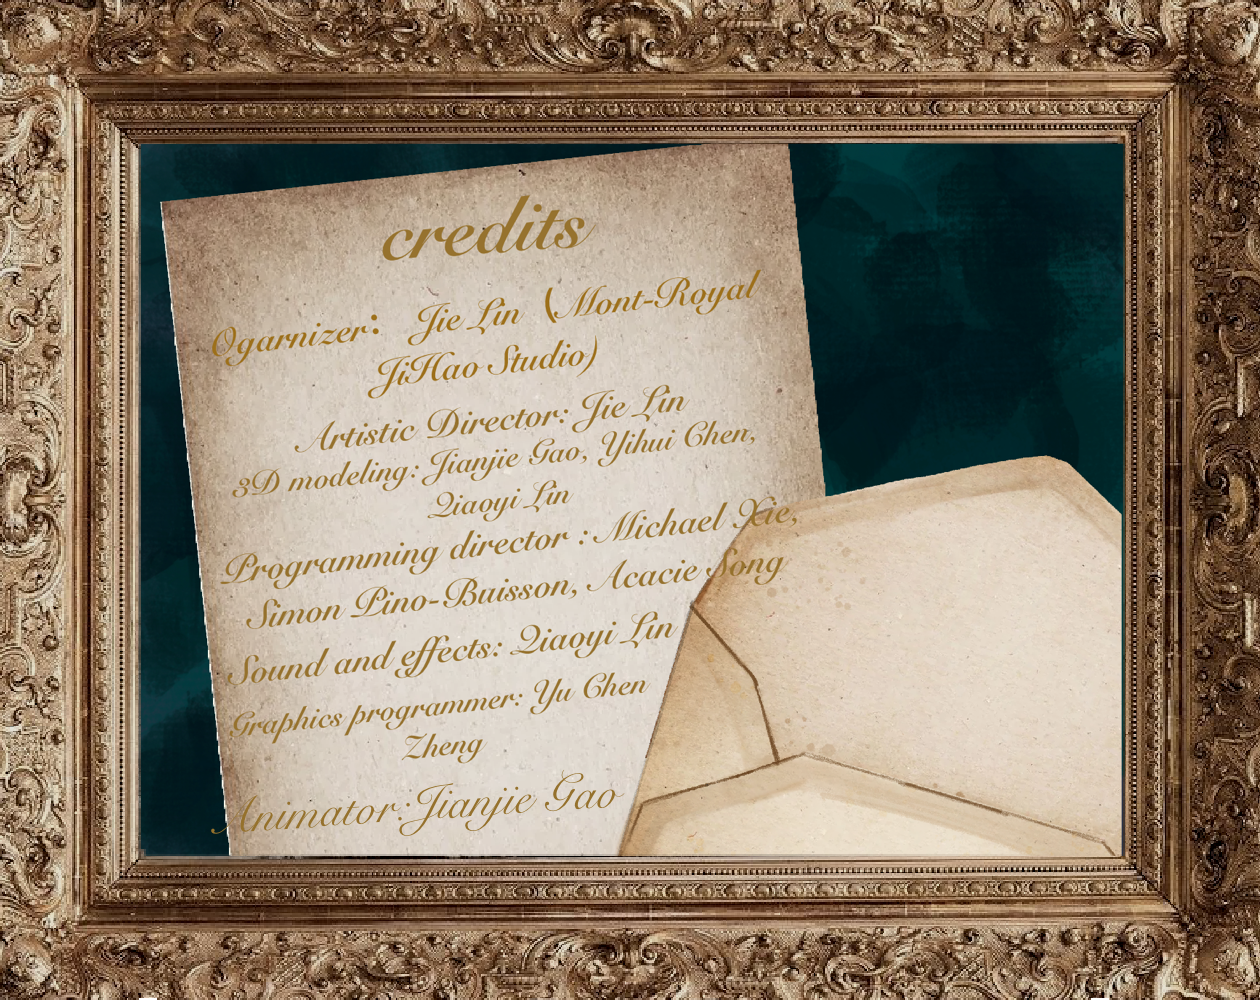 credits
Ogarnizer: Jie Lin (Mont-Royal
JiHao Studio)
Artistic Director: Jie Lin
3D modeling: Jianjie Gao, Yihui Chen,
Qiaoyi Lin
Programming director : Michael Xie,
Simon Pino-Buisson, Acacie Song
Sound and effects: Qiaoyi Lin
Graphics programmer: Yu Chen
Zheng
Animator: Jianjie Gao